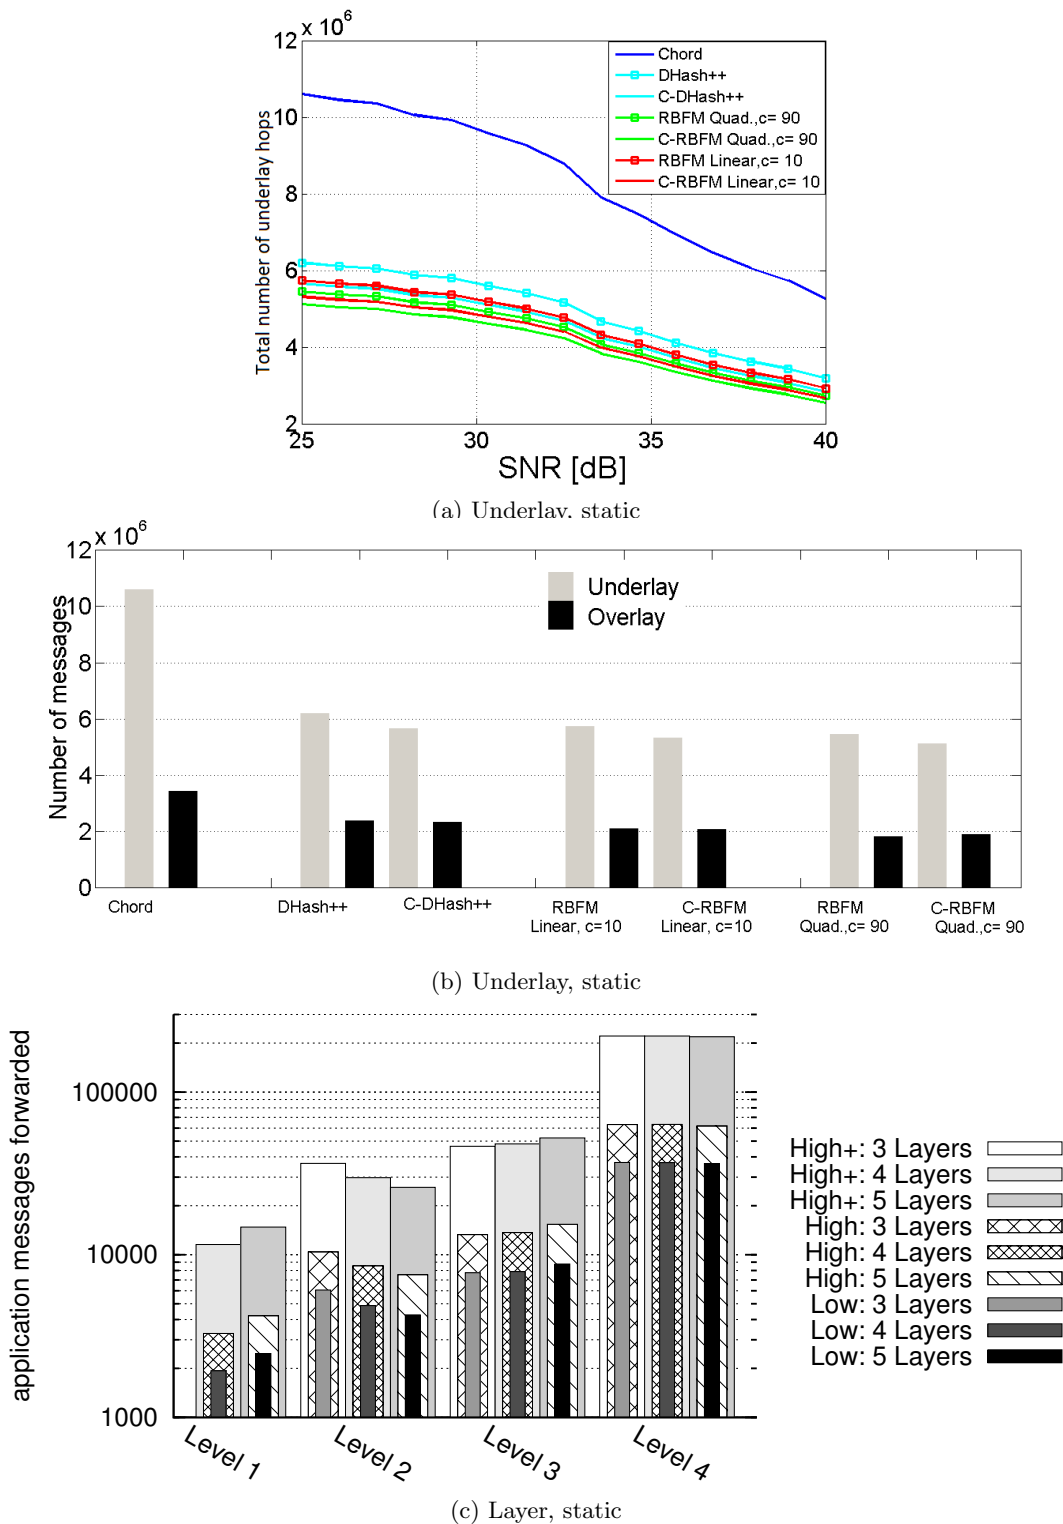 12 x 10⁶
10
8
6
4
2
Total number of underlay hops
Chord
DHash++
C-DHash++
RBFM Quad.,c= 90
C-RBFM Quad.,c= 90
RBFM Linear,c= 10
C-RBFM Linear,c= 10
25 30 35 40
SNR [dB]
(a) Underlay, static
12 x 10⁶
10
8
6
4
2
0
Number of messages
Underlay
Overlay
Chord DHash++ C-DHash++ RBFM C-RBFM RBFM C-RBFM
Linear, c=10 Linear, c=10 Quad.,c= 90 Quad.,c= 90
(b) Underlay, static
application messages forwarded
100000
10000
1000
Level 1 Level 2 Level 3 Level 4
High+: 3 Layers
High+: 4 Layers
High+: 5 Layers
High: 3 Layers
High: 4 Layers
High: 5 Layers
Low: 3 Layers
Low: 4 Layers
Low: 5 Layers
(c) Layer, static